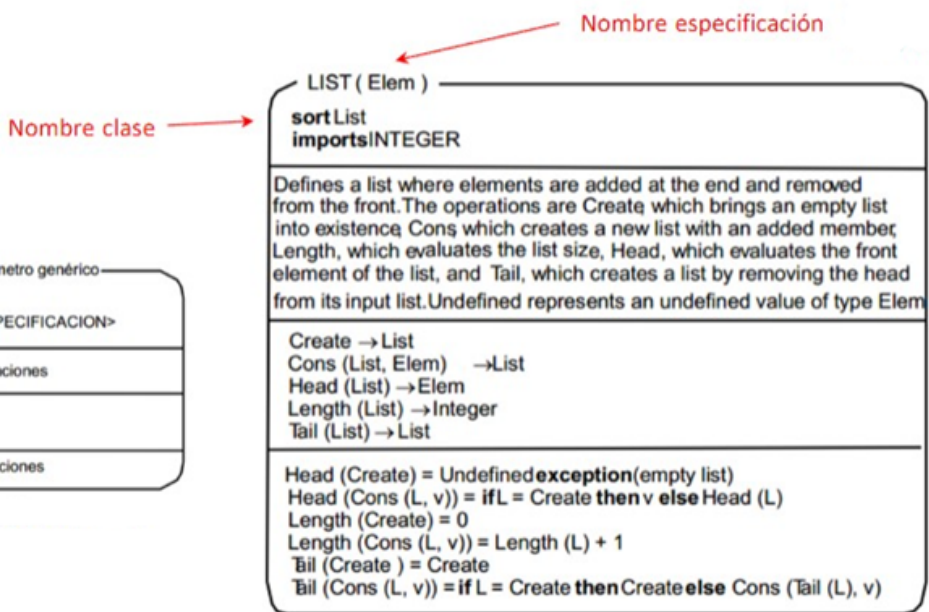 Nombre especificación
LIST ( Elem )
Nombre clase
sort List
imports INTEGER
Defines a list where elements are added at the end and removed
from the front. The operations are Create, which brings an empty list
into existence, Cons, which creates a new list with an added member,
Length, which evaluates the list size, Head, which evaluates the front
element of the list, and Tail, which creates a list by removing the head
from its input list. Undefined represents an undefined value of type Elem
Create → List
Cons (List, Elem) → List
Head (List) → Elem
Length (List) → Integer
Tail (List) → List
Head (Create) = Undefined exception (empty list)
Head (Cons (L, v)) = if L = Create then v else Head (L)
Length (Create) = 0
Length (Cons (L, v)) = Length (L) + 1
Tail (Create ) = Create
Tail (Cons (L, v)) = if L = Create then Create else Cons (Tail (L), v)
genérico